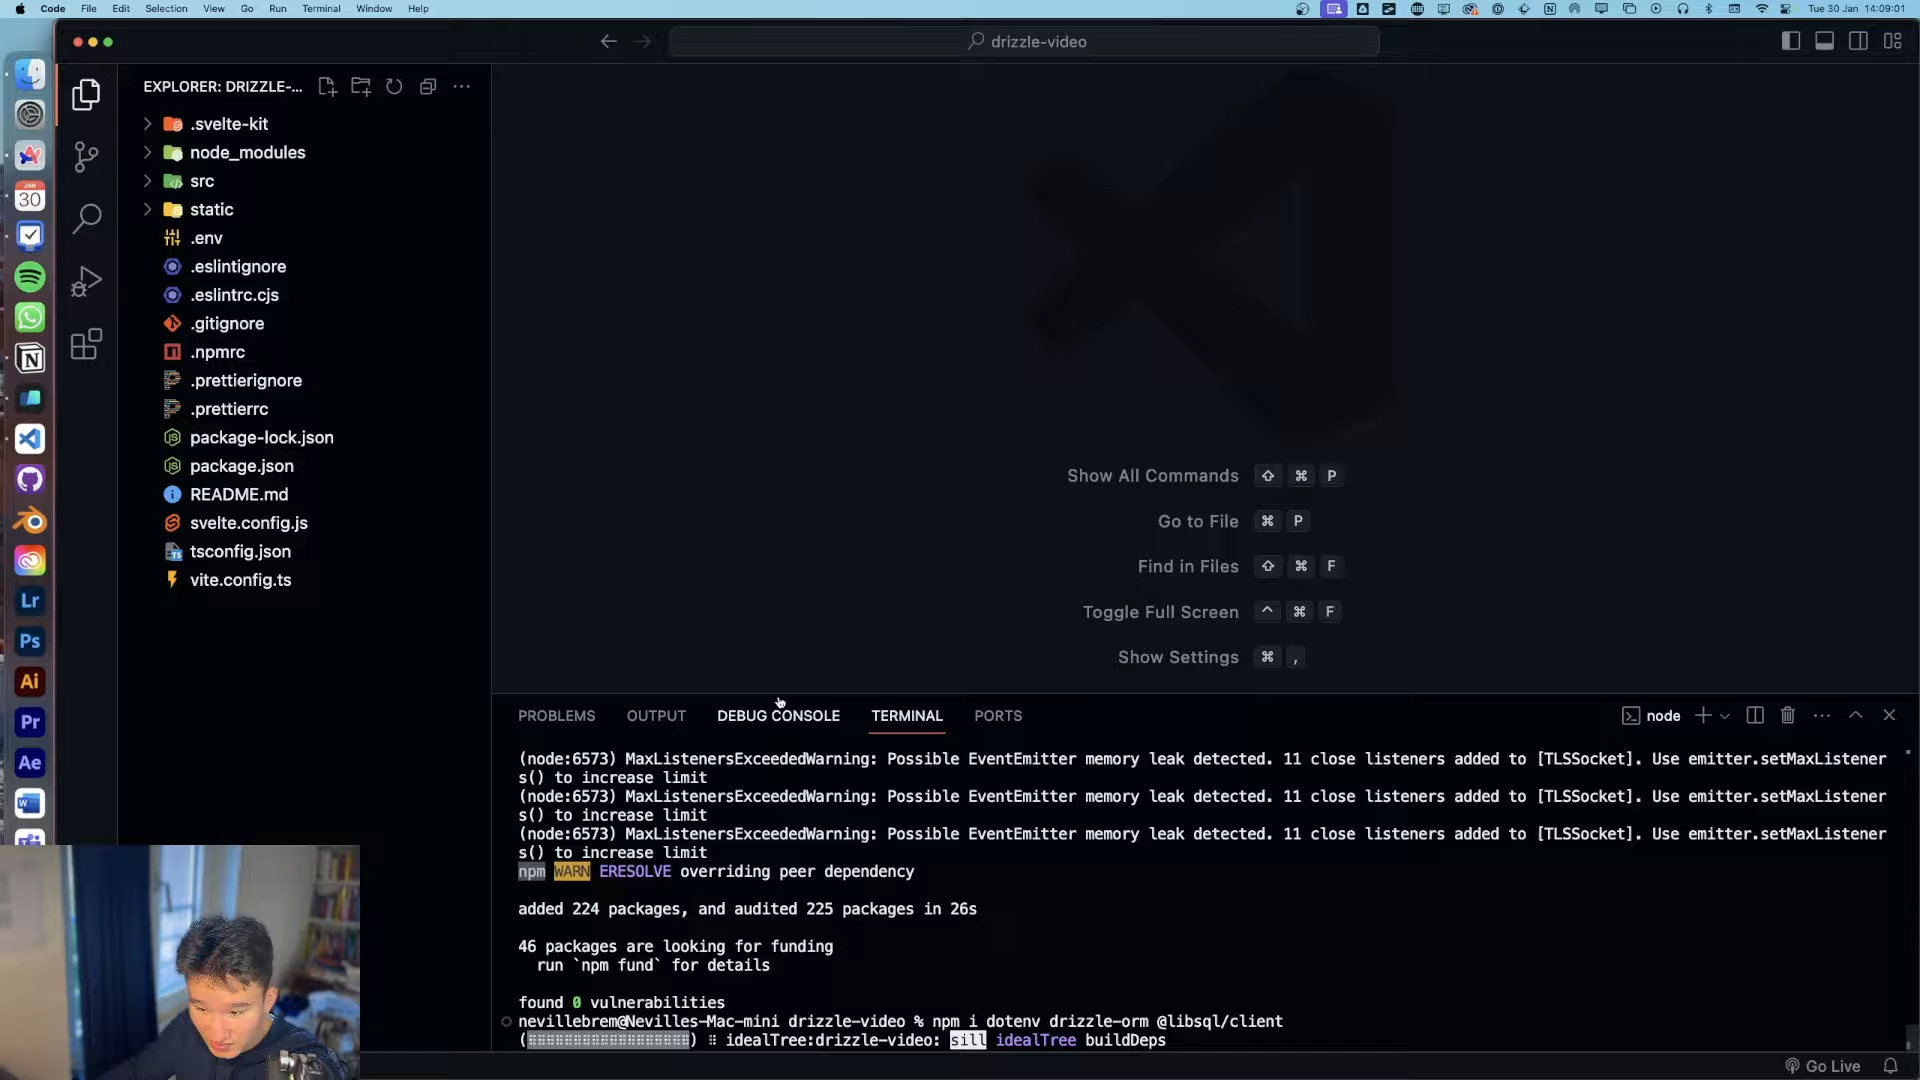 Code File Edit Selection View Go Run Terminal Window Help
Tue 30 Jan 14:09:01
drizzle-video
EXPLORER: DRIZZLE-...
.svelte-kit
node_modules
src
static
.env
.eslintignore
.eslintrc.cjs
.gitignore
.npmrc
.prettierignore
.prettierrc
package-lock.json
package.json
README.md
svelte.config.js
tsconfig.json
vite.config.ts
JAN
30
Lr
Ps
Ai
Pr
Ae
W
Show All Commands ⇧ ⌘ P
Go to File ⌘ P
Find in Files ⇧ ⌘ F
Toggle Full Screen ^ ⌘ F
Show Settings ⌘ ,
PROBLEMS OUTPUT DEBUG CONSOLE TERMINAL PORTS
node
(node:6573) MaxListenersExceededWarning: Possible EventEmitter memory leak detected. 11 close listeners added to [TLSSocket]. Use emitter.setMaxListener
s() to increase limit
(node:6573) MaxListenersExceededWarning: Possible EventEmitter memory leak detected. 11 close listeners added to [TLSSocket]. Use emitter.setMaxListener
s() to increase limit
(node:6573) MaxListenersExceededWarning: Possible EventEmitter memory leak detected. 11 close listeners added to [TLSSocket]. Use emitter.setMaxListener
s() to increase limit
npm WARN ERESOLVE overriding peer dependency
added 224 packages, and audited 225 packages in 26s
46 packages are looking for funding
run `npm fund` for details
found 0 vulnerabilities
nevillebrem@Nevilles-Mac-mini drizzle-video % npm i dotenv drizzle-orm @libsql/client
(⠿⠿⠿⠿⠿⠿⠿⠿⠿⠿⠿⠿⠿⠿⠿⠿⠿⠿) ⠿ idealTree:drizzle-video: sill idealTree buildDeps
Go Live